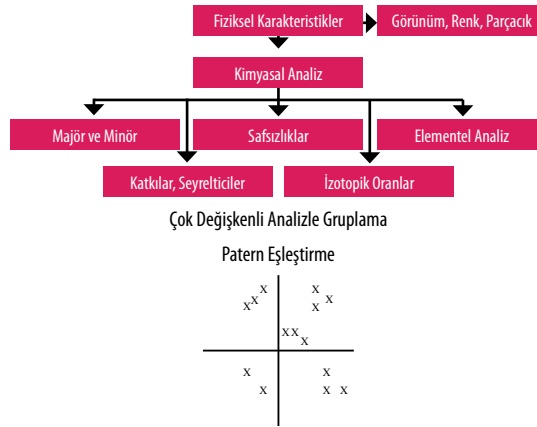 Fiziksel Karakteristikler
Görünüm, Renk, Parçacık
Kimyasal Analiz
Majör ve Minör
Safsızlıklar
Elementel Analiz
Katkılar, Seyrelticiler
İzotopik Oranlar
Çok Değişkenli Analizle Gruplama
Patern Eşleştirme
x x
x x
x x
x x
x
x x
x x x